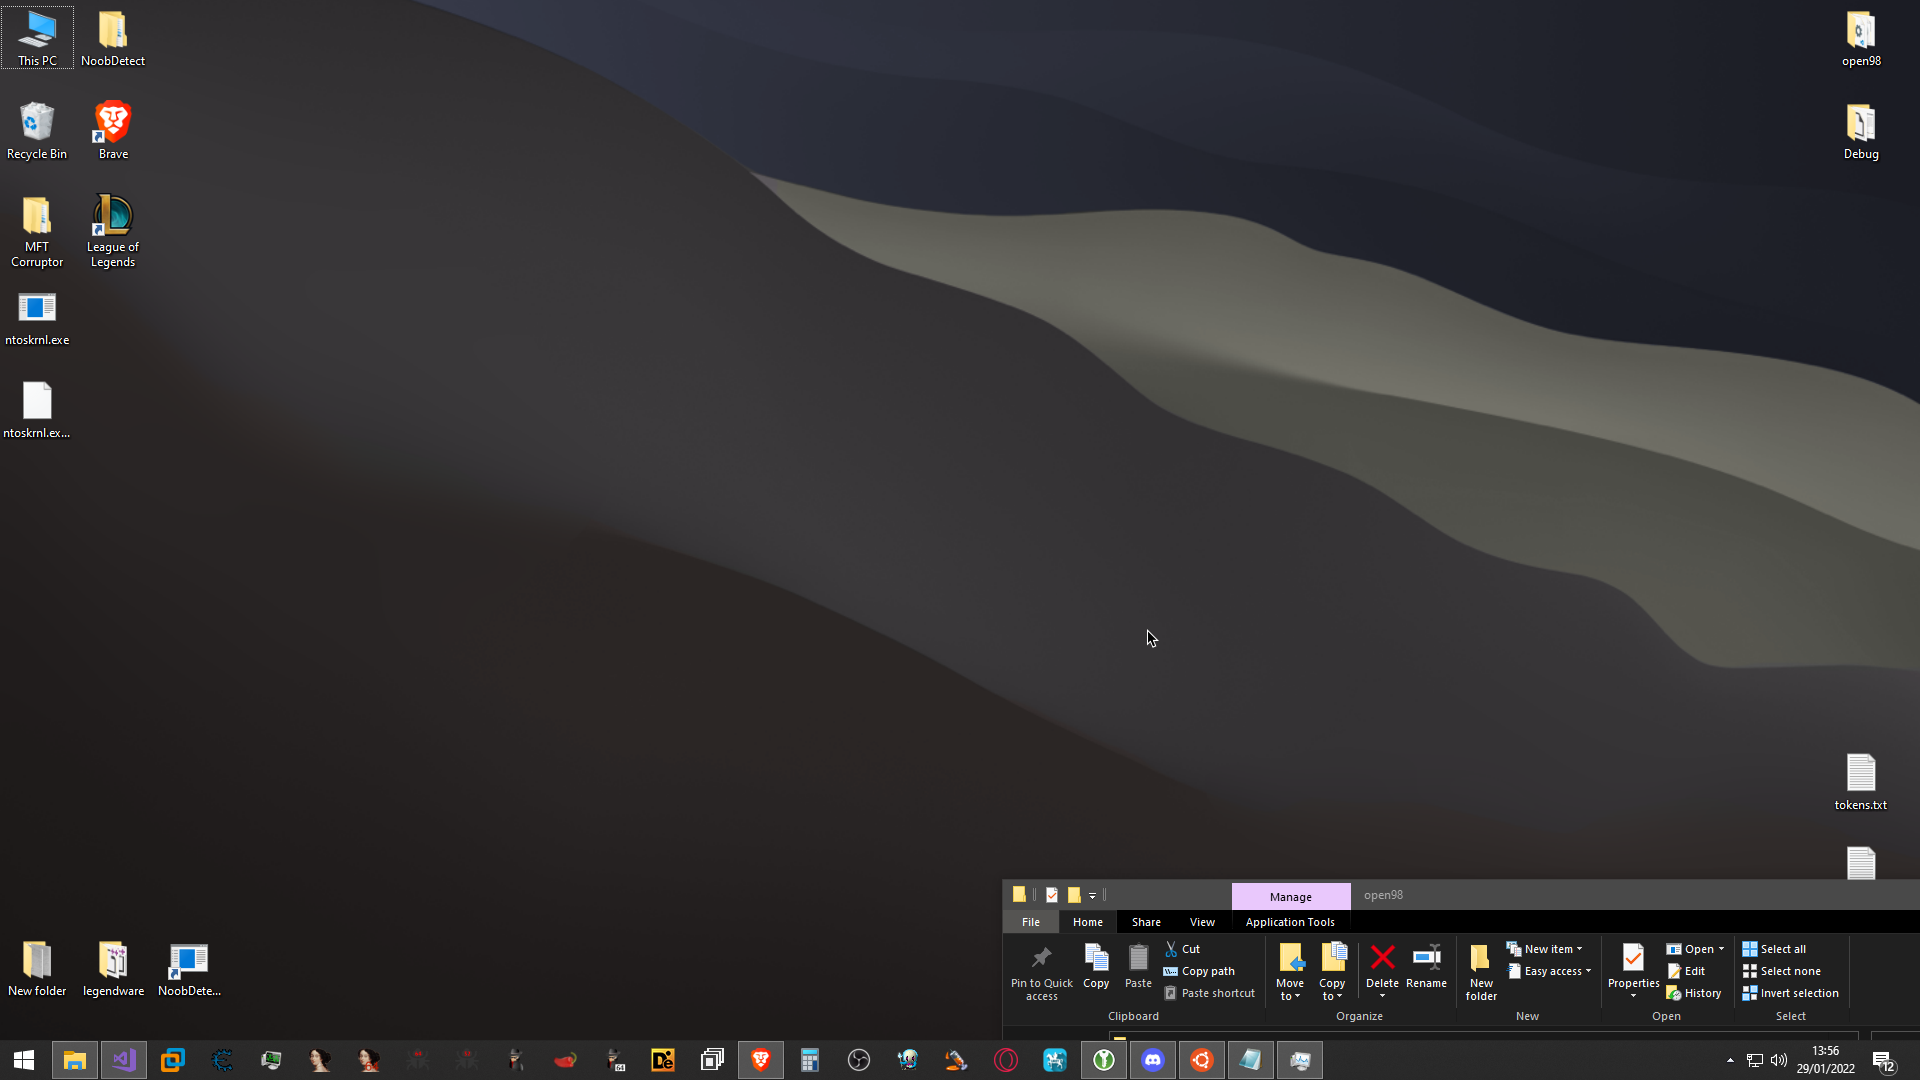 This PC
NoobDetect
Recycle Bin
Brave
MFT
Corruptor
League of
Legends
ntoskrnl.exe
ntoskrnl.ex...
New folder
legendware
NoobDete...
open98
Debug
tokens.txt
Manage
open98
File
Home
Share
View
Application Tools
Pin to Quick
access
Copy
Paste
Cut
Copy path
Paste shortcut
Clipboard
Move
to
Copy
to
Delete
Rename
Organize
New
folder
New item
Easy access
New
Properties
Open
Edit
History
Open
Select all
Select none
Invert selection
Select
64
13:56
29/01/2022
12